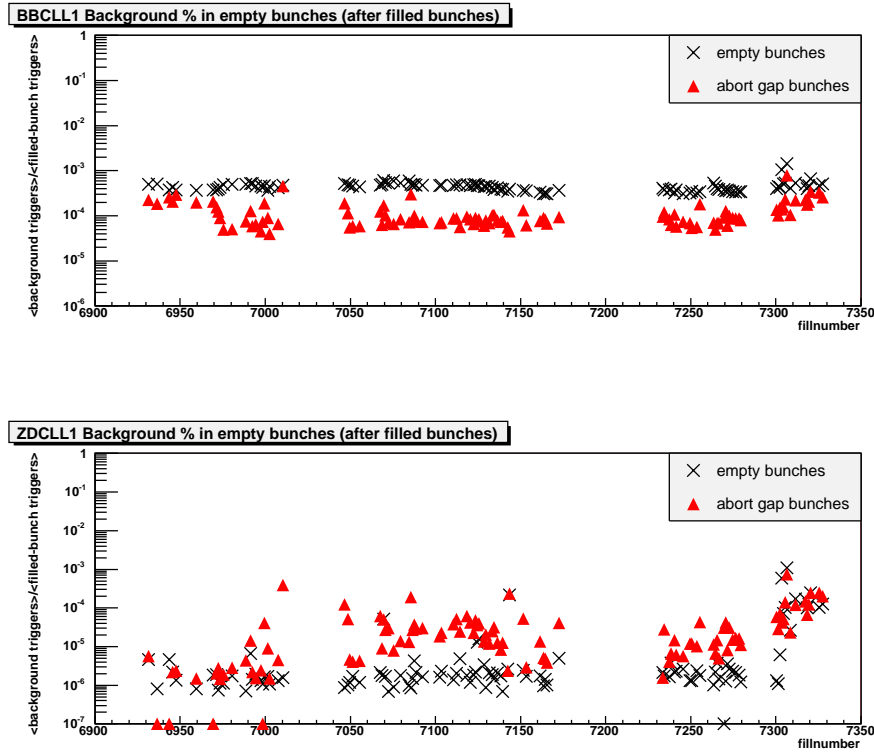 BBCLL1 Background % in empty bunches (after filled bunches)
<background triggers>/<filled-bunch triggers>
1
10^-1
10^-2
10^-3
10^-4
10^-5
10^-6
empty bunches
abort gap bunches
6900 6950 7000 7050 7100 7150 7200 7250 7300 7350
fillnumber
ZDCLL1 Background % in empty bunches (after filled bunches)
<background triggers>/<filled-bunch triggers>
1
10^-1
10^-2
10^-3
10^-4
10^-5
10^-6
10^-7
empty bunches
abort gap bunches
6900 6950 7000 7050 7100 7150 7200 7250 7300 7350
fillnumber